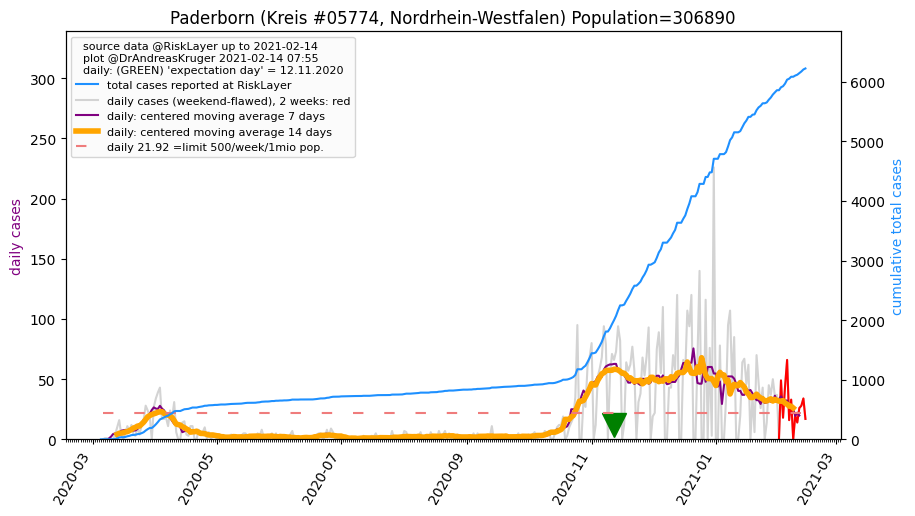 Paderborn (Kreis #05774, Nordrhein-Westfalen) Population=306890
source data @RiskLayer up to 2021-02-14
plot @DrAndreasKruger 2021-02-14 07:55
daily: (GREEN) 'expectation day' = 12.11.2020
total cases reported at RiskLayer
daily cases (weekend-flawed), 2 weeks: red
daily: centered moving average 7 days
daily: centered moving average 14 days
daily 21.92 =limit 500/week/1mio pop.
daily cases
300
250
200
150
100
50
0
cumulative total cases
6000
5000
4000
3000
2000
1000
0
2020-03
2020-05
2020-07
2020-09
2020-11
2021-01
2021-03